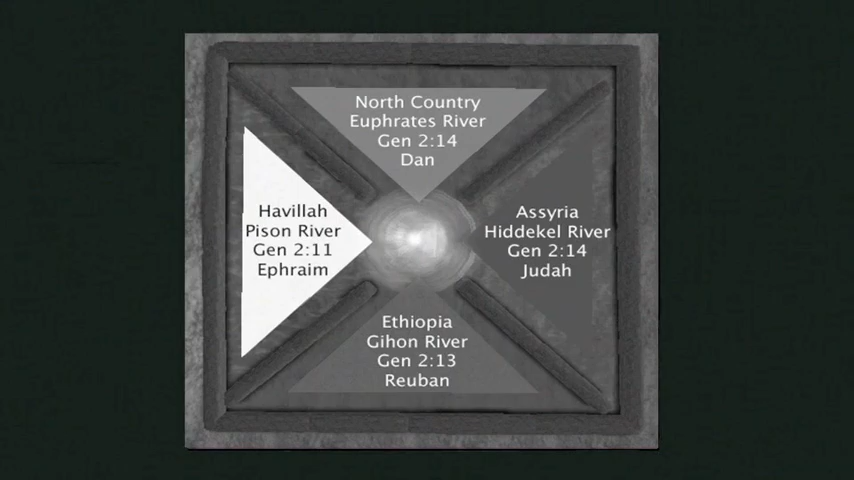 North Country
Euphrates River
Gen 2:14
Dan
Havillah
Pison River
Gen 2:11
Ephraim
Assyria
Hiddekel River
Gen 2:14
Judah
Ethiopia
Gihon River
Gen 2:13
Reuban